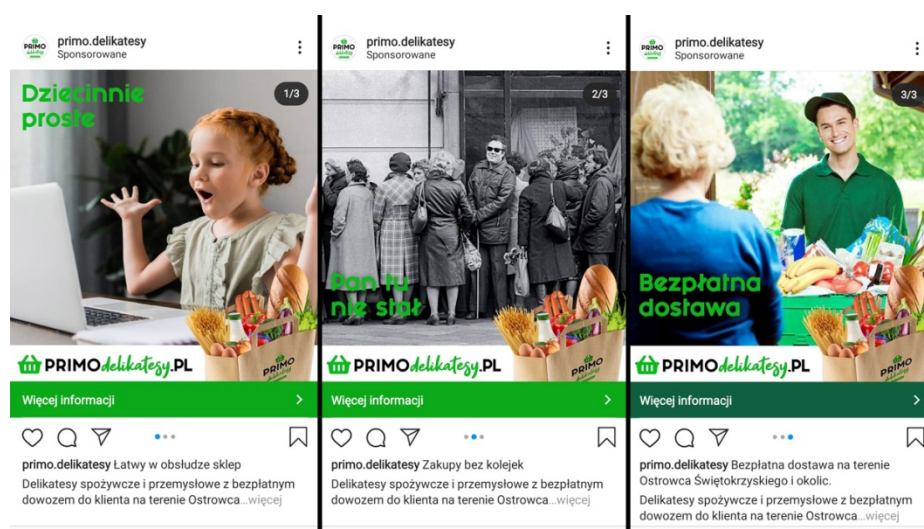 primo.delikatesy
Sponsorowane
Dziecinnie
proste
1/3
PRIMOdelikatesy.PL
PRIMO
Więcej informacji
primo.delikatesy Łatwy w obsłudze sklep
Delikatesy spożywcze i przemysłowe z bezpłatnym
dowozem do klienta na terenie Ostrowca...więcej
primo.delikatesy
Sponsorowane
2/3
Pan tu
nie stał
PRIMOdelikatesy.PL
PRIMO
Więcej informacji
primo.delikatesy Zakupy bez kolejek
Delikatesy spożywcze i przemysłowe z bezpłatnym
dowozem do klienta na terenie Ostrowca...więcej
primo.delikatesy
Sponsorowane
3/3
Bezpłatna
dostawa
PRIMOdelikatesy.PL
PRIMO
Więcej informacji
primo.delikatesy Bezpłatna dostawa na terenie
Ostrowca Świętokrzyskiego i okolic.
Delikatesy spożywcze i przemysłowe z bezpłatnym
dowozem do klienta na terenie Ostrowca...więcej